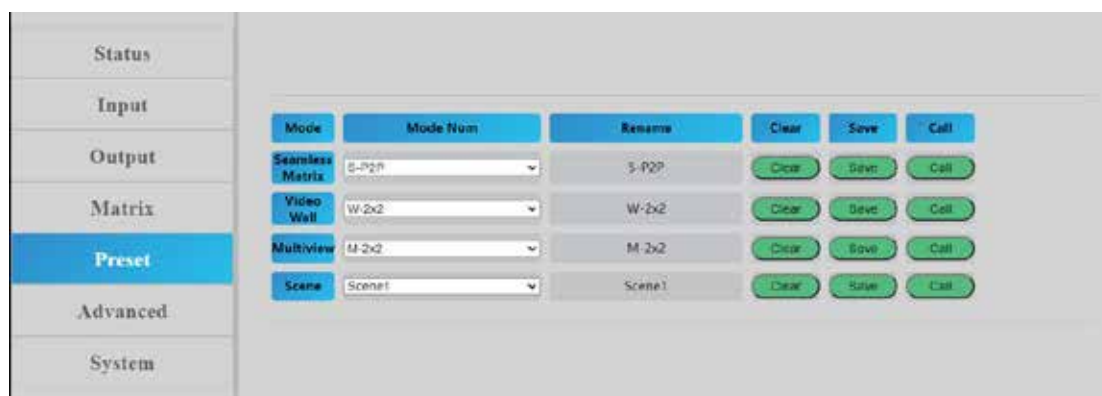 Status
Input
Output
Matrix
Preset
Advanced
System
Mode Mode Num Rename Clear Save Call
Seamless Matrix S-P2P S-P2P Clear Save Call
Video Wall W-2x2 W-2x2 Clear Save Call
Multiview M-2x2 M-2x2 Clear Save Call
Scene Scene1 Scene1 Clear Save Call